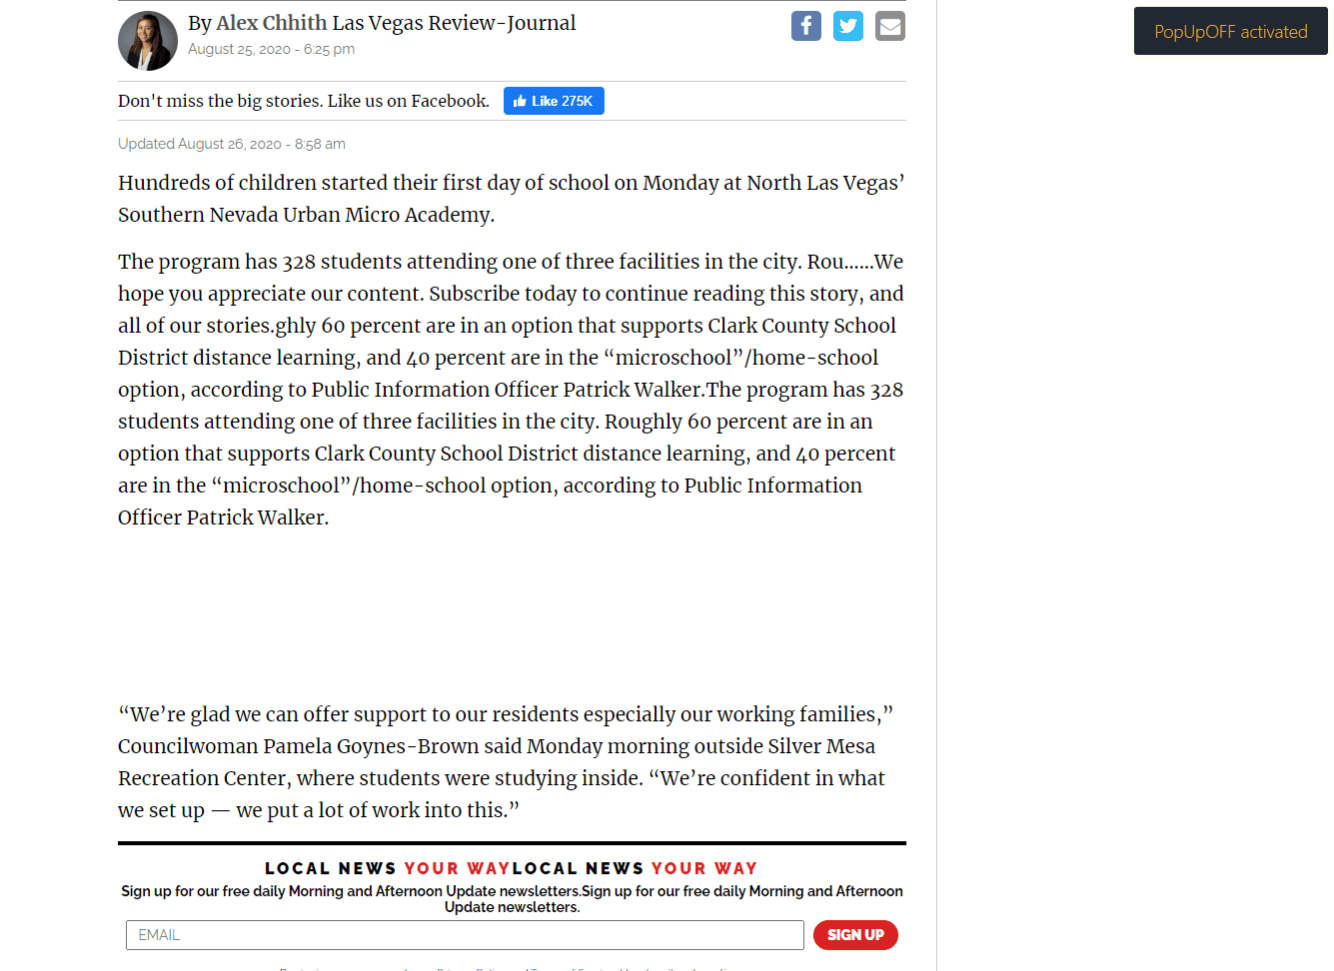 By Alex Chhith Las Vegas Review-Journal
August 25, 2020 - 6:25 pm
PopUpOFF activated
Don't miss the big stories. Like us on Facebook. Like 275K
Updated August 26, 2020 - 8:58 am
Hundreds of children started their first day of school on Monday at North Las Vegas’
Southern Nevada Urban Micro Academy.
The program has 328 students attending one of three facilities in the city. Rou......We
hope you appreciate our content. Subscribe today to continue reading this story, and
all of our stories.ghly 60 percent are in an option that supports Clark County School
District distance learning, and 40 percent are in the “microschool”/home-school
option, according to Public Information Officer Patrick Walker.The program has 328
students attending one of three facilities in the city. Roughly 60 percent are in an
option that supports Clark County School District distance learning, and 40 percent
are in the “microschool”/home-school option, according to Public Information
Officer Patrick Walker.
“We’re glad we can offer support to our residents especially our working families,”
Councilwoman Pamela Goynes-Brown said Monday morning outside Silver Mesa
Recreation Center, where students were studying inside. “We’re confident in what
we set up — we put a lot of work into this.”
LOCAL NEWS YOUR WAYLOCAL NEWS YOUR WAY
Sign up for our free daily Morning and Afternoon Update newsletters.Sign up for our free daily Morning and Afternoon
Update newsletters.
EMAIL SIGN UP